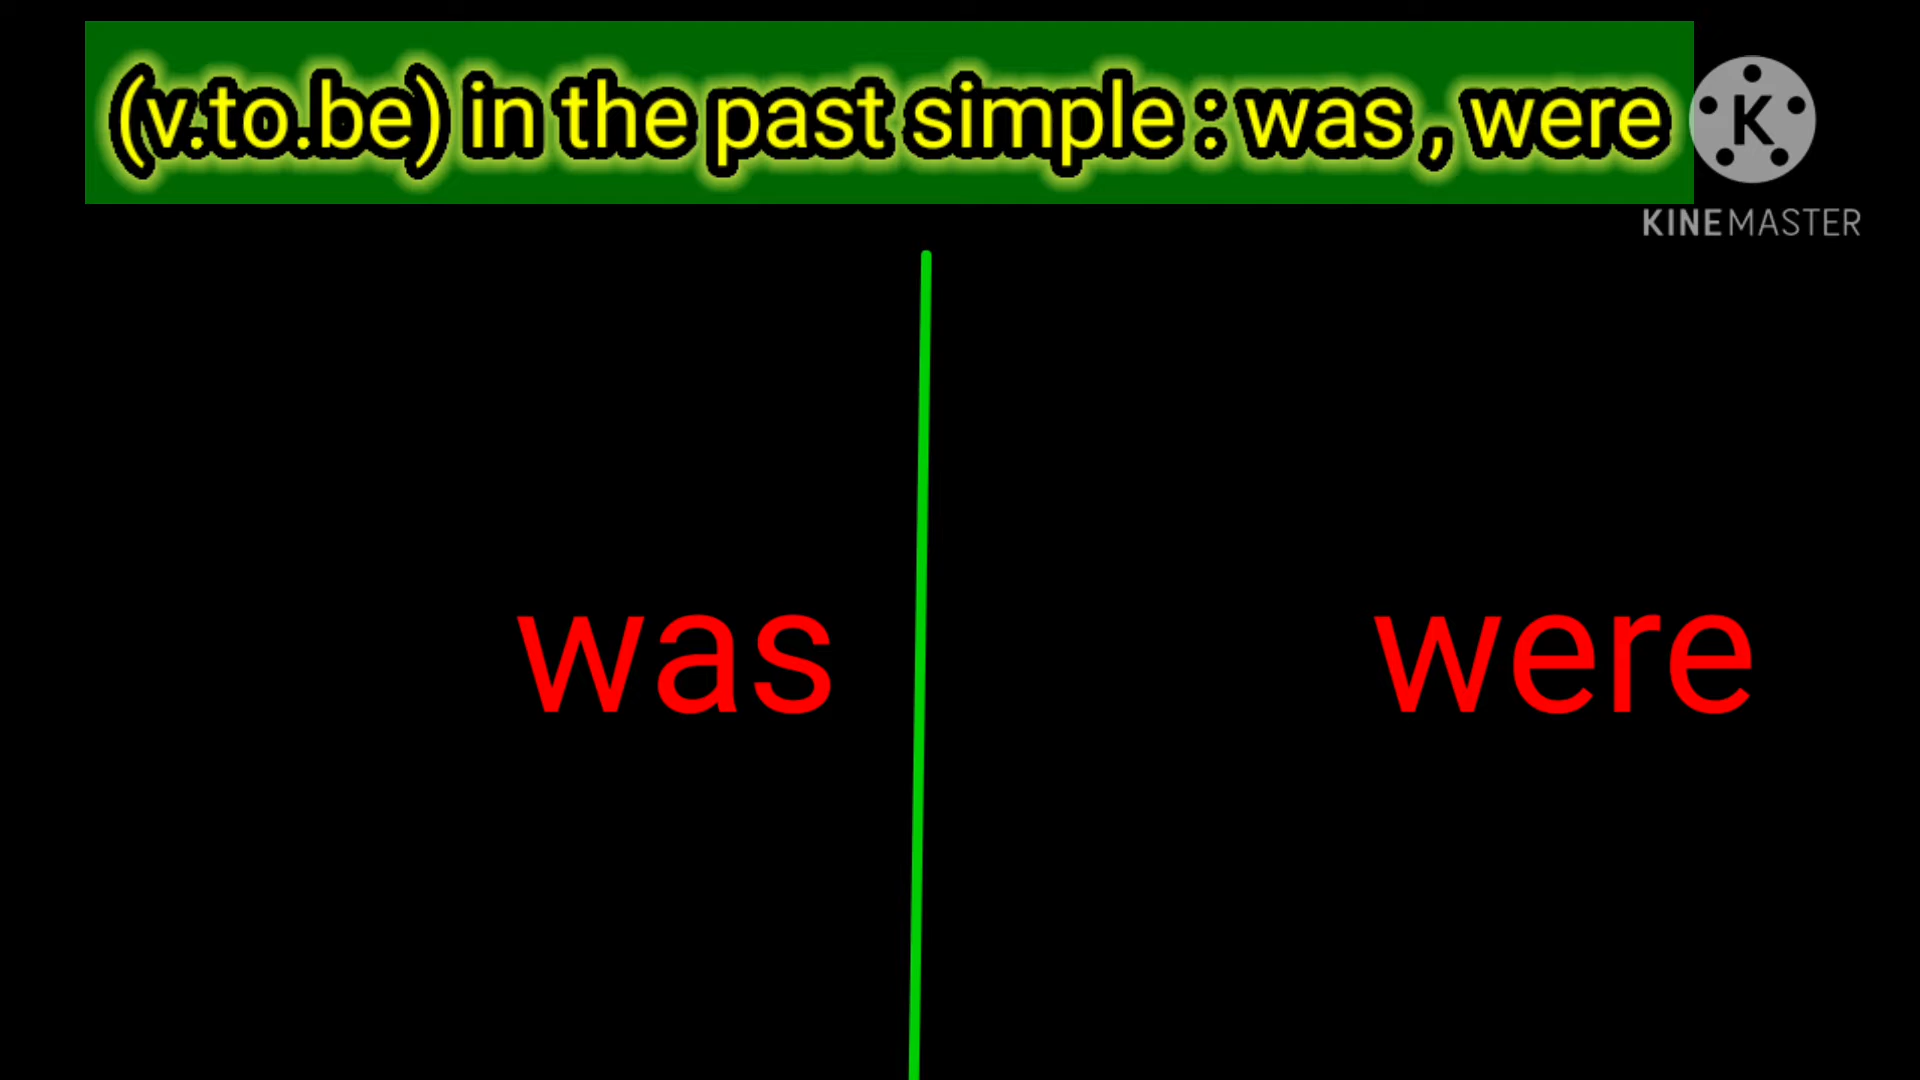 (v.to.be) in the past simple : was , were
K
KINEMASTER
was
were